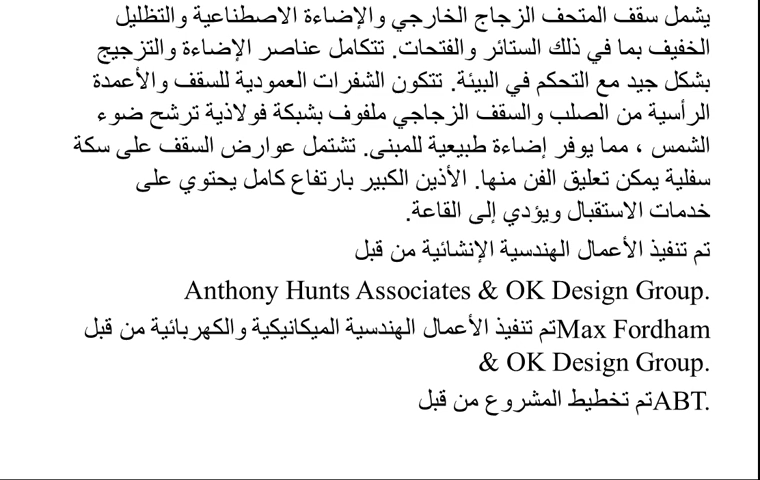 يشمل سقف المتحف الزجاج الخارجي والإضاءة الاصطناعية والتظليل
الخفيف بما في ذلك الستائر والفتحات. تتكامل عناصر الإضاءة والتزجيج
بشكل جيد مع التحكم في البيئة. تتكون الشفرات العمودية للسقف والأعمدة
الرأسية من الصلب والسقف الزجاجي ملفوف بشبكة فولاذية ترشح ضوء
الشمس ، مما يوفر إضاءة طبيعية للمبنى. تشتمل عوارض السقف على سكة
سفلية يمكن تعليق الفن منها. الأذين الكبير بارتفاع كامل يحتوي على
خدمات الاستقبال ويؤدي إلى القاعة.
تم تنفيذ الأعمال الهندسية الإنشائية من قبل
Anthony Hunts Associates & OK Design Group.
Max Fordhamتم تنفيذ الأعمال الهندسية الميكانيكية والكهربائية من قبل
& OK Design Group.
.ABTتم تخطيط المشروع من قبل